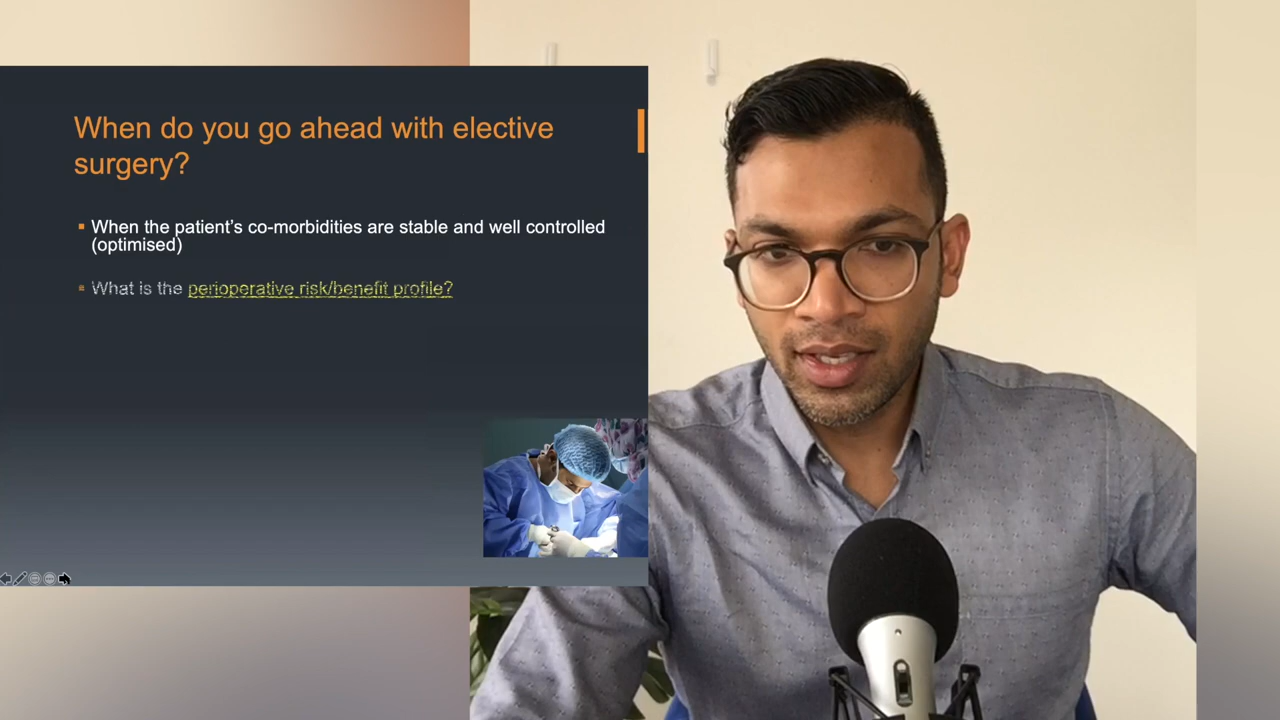 When do you go ahead with elective
surgery?
When the patient's co-morbidities are stable and well controlled
(optimised)
What is the perioperative risk/benefit profile?